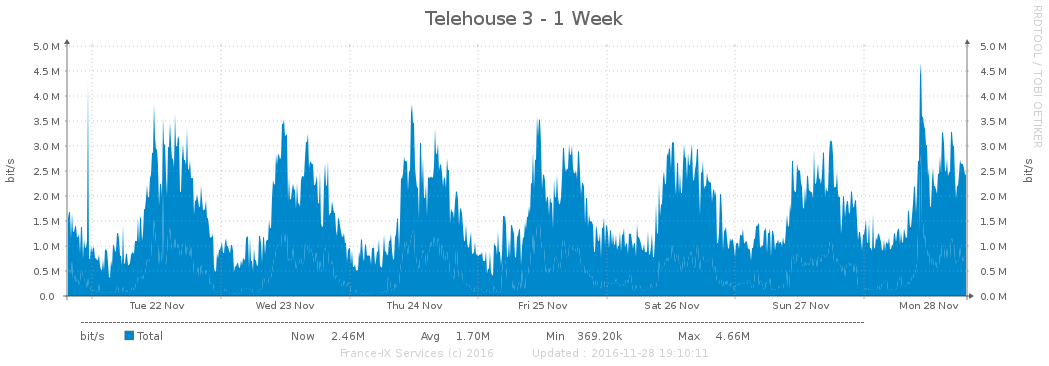 Telehouse 3 - 1 Week
RRDTOOL / TOBI OETIKER
bit/s
5.0 M
4.5 M
4.0 M
3.5 M
3.0 M
2.5 M
2.0 M
1.5 M
1.0 M
0.5 M
0.0
5.0 M
4.5 M
4.0 M
3.5 M
3.0 M
2.5 M
2.0 M
1.5 M
1.0 M
0.5 M
0.0 M
bit/s
Tue 22 Nov Wed 23 Nov Thu 24 Nov Fri 25 Nov Sat 26 Nov Sun 27 Nov Mon 28 Nov
bit/s Total Now 2.46M Avg 1.70M Min 369.20k Max 4.66M
France-IX Services (c) 2016 Updated : 2016-11-28 19:10:11